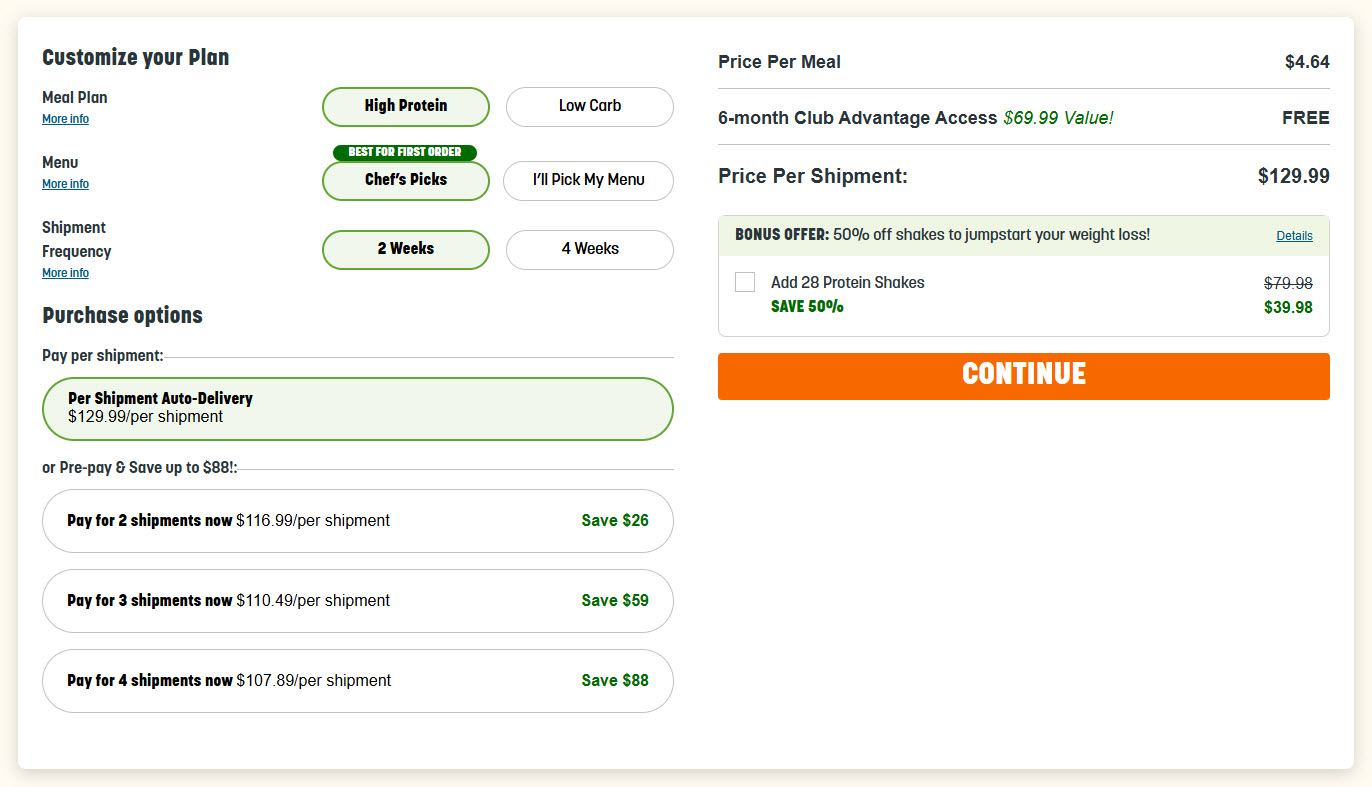 Customize your Plan
Meal Plan
More info
High Protein
Low Carb
Menu
More info
BEST FOR FIRST ORDER
Chef's Picks
I'll Pick My Menu
Shipment
Frequency
More info
2 Weeks
4 Weeks
Purchase options
Pay per shipment:
Per Shipment Auto-Delivery
$129.99/per shipment
or Pre-pay & Save up to $88!:
Pay for 2 shipments now $116.99/per shipment Save $26
Pay for 3 shipments now $110.49/per shipment Save $59
Pay for 4 shipments now $107.89/per shipment Save $88
Price Per Meal $4.64
6-month Club Advantage Access $69.99 Value! FREE
Price Per Shipment: $129.99
BONUS OFFER: 50% off shakes to jumpstart your weight loss! Details
Add 28 Protein Shakes $79.98
SAVE 50% $39.98
CONTINUE